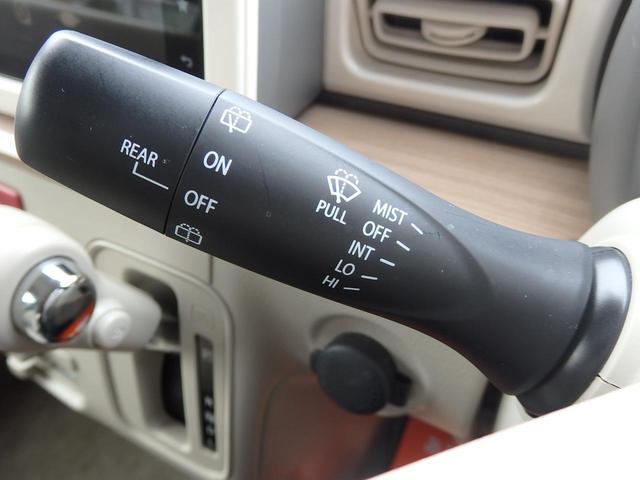 REAR
ON
OFF
PULL
MIST
OFF
INT
LO
HI